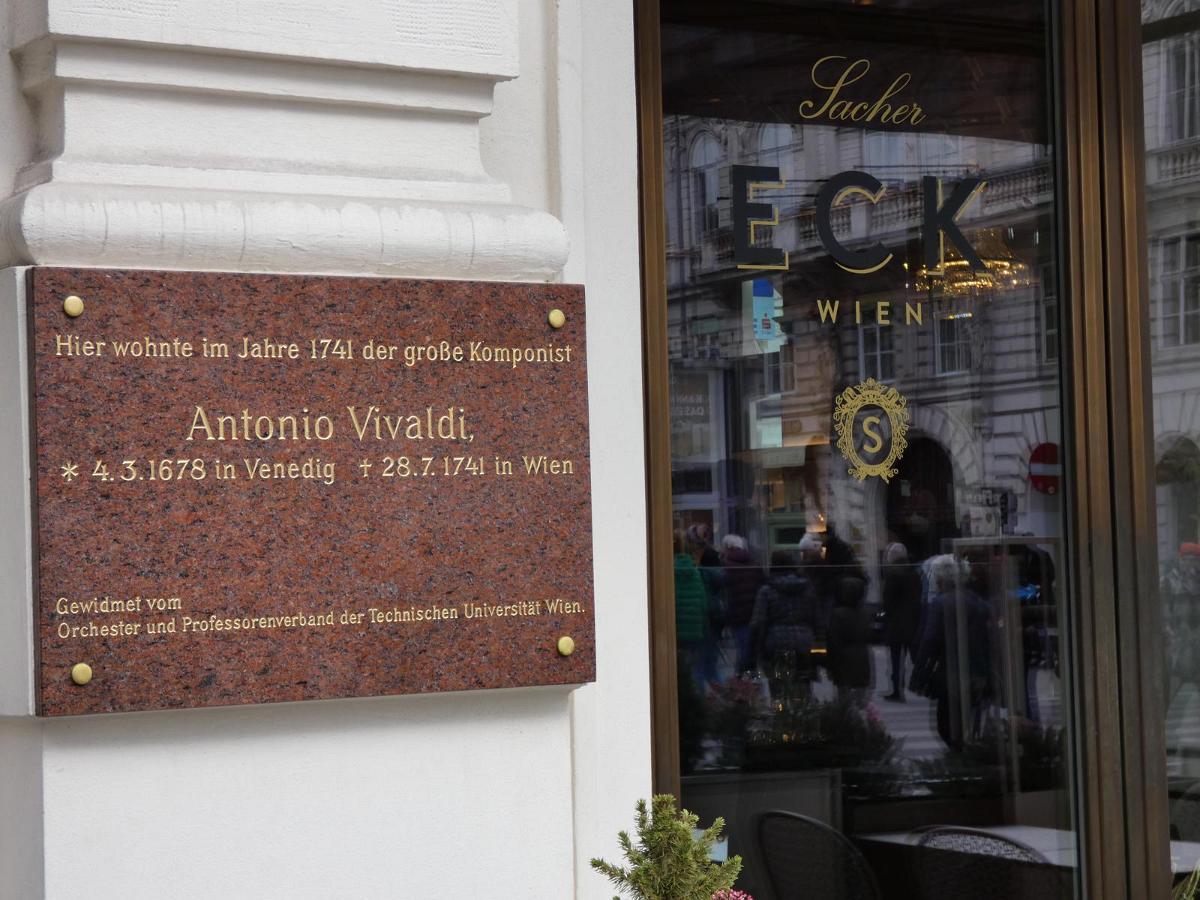 Hier wohnte im Jahre 1741 der große Komponist
Antonio Vivaldi,
* 4.3.1678 in Venedig † 28.7.1741 in Wien
Gewidmet vom
Orchester und Professorenverband der Technischen Universität Wien.
Sacher
ECK
WIEN
S